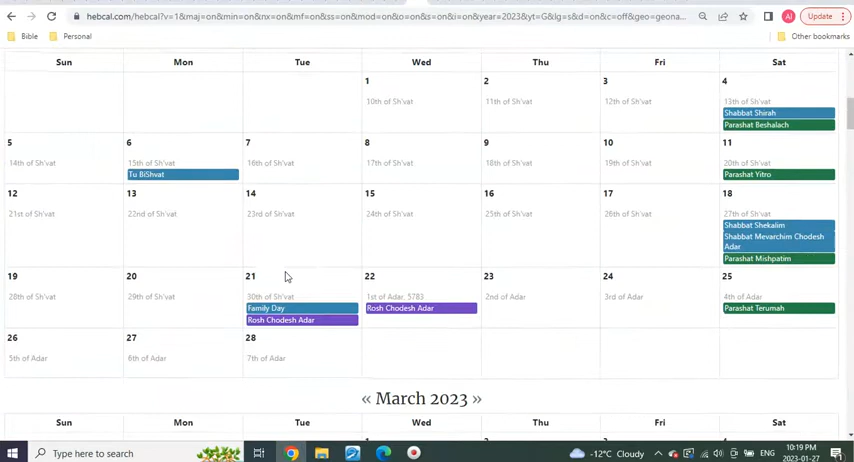 hebcal.com/hebcal?v=1&maj=on&min=on&nx=on&mf=on&ss=on&mod=on&o=on&s=on&i=on&year=2023&yt=G&lg=s&d=on&c=off&geo=geona...
AI
Update
Bible
Personal
Other bookmarks
Sun Mon Tue Wed Thu Fri Sat
1 2 3 4
10th of Sh'vat 11th of Sh'vat 12th of Sh'vat 13th of Sh'vat
Shabbat Shirah
Parashat Beshalach
5 6 7 8 9 10 11
14th of Sh'vat 15th of Sh'vat 16th of Sh'vat 17th of Sh'vat 18th of Sh'vat 19th of Sh'vat 20th of Sh'vat
Tu BiShvat Parashat Yitro
12 13 14 15 16 17 18
21st of Sh'vat 22nd of Sh'vat 23rd of Sh'vat 24th of Sh'vat 25th of Sh'vat 26th of Sh'vat 27th of Sh'vat
Shabbat Shekalim
Shabbat Mevarchim Chodesh
Adar
Parashat Mishpatim
19 20 21 22 23 24 25
28th of Sh'vat 29th of Sh'vat 30th of Sh'vat 1st of Adar, 5783 2nd of Adar 3rd of Adar 4th of Adar
Family Day Rosh Chodesh Adar Parashat Terumah
Rosh Chodesh Adar
26 27 28
5th of Adar 6th of Adar 7th of Adar
« March 2023 »
Sun Mon Tue Wed Thu Fri Sat
Type here to search
-12°C Cloudy
ENG
10:19 PM
2023-01-27